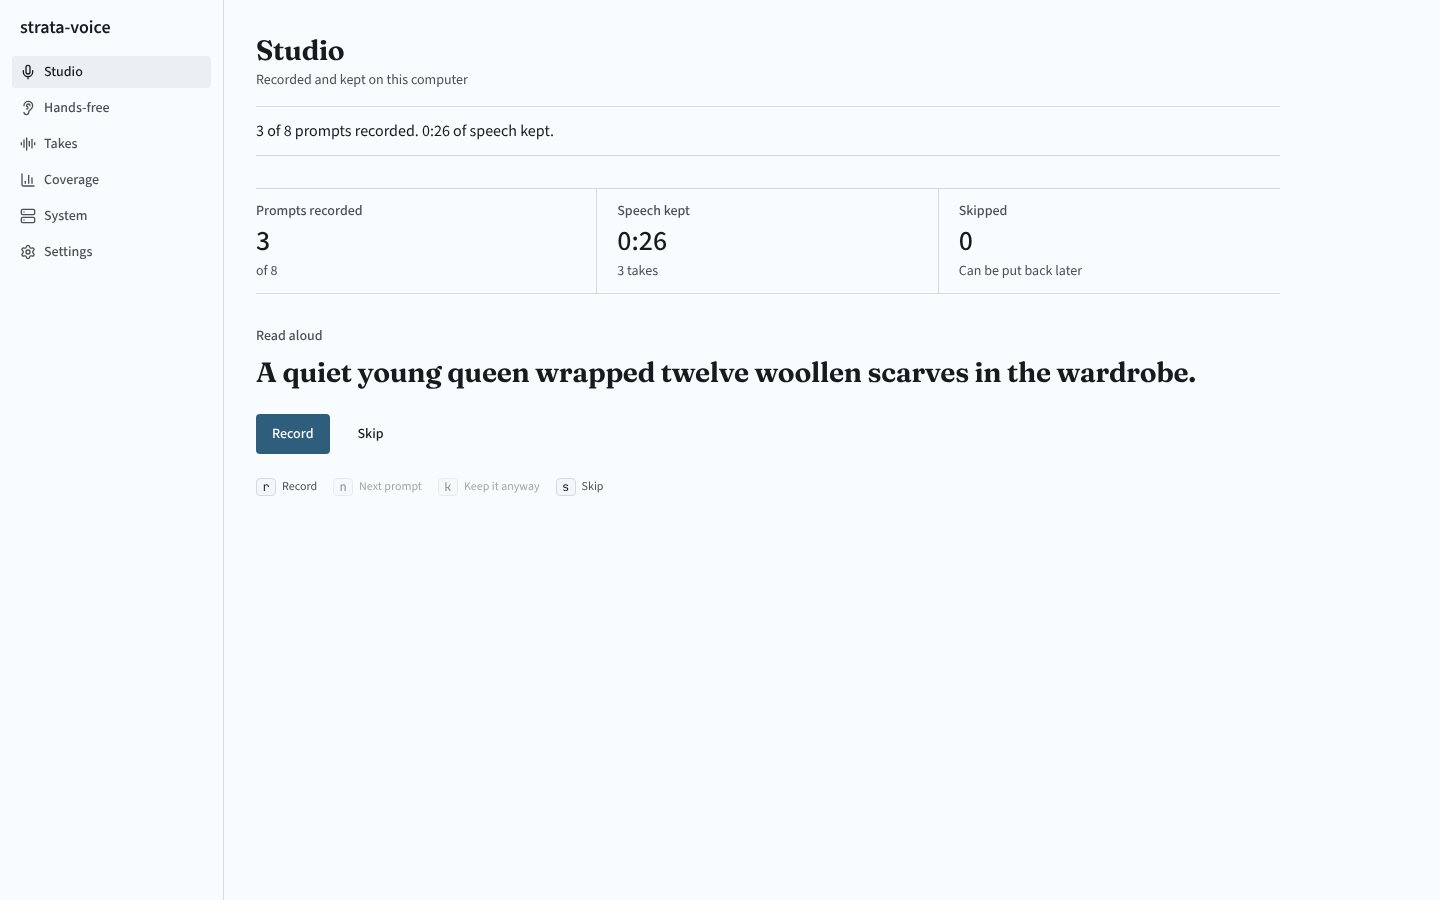 strata-voice
Studio
Hands-free
Takes
Coverage
System
Settings
Studio
Recorded and kept on this computer
3 of 8 prompts recorded. 0:26 of speech kept.
Prompts recorded
3
of 8
Speech kept
0:26
3 takes
Skipped
0
Can be put back later
Read aloud
A quiet young queen wrapped twelve woollen scarves in the wardrobe.
Record Skip
r Record n Next prompt k Keep it anyway s Skip